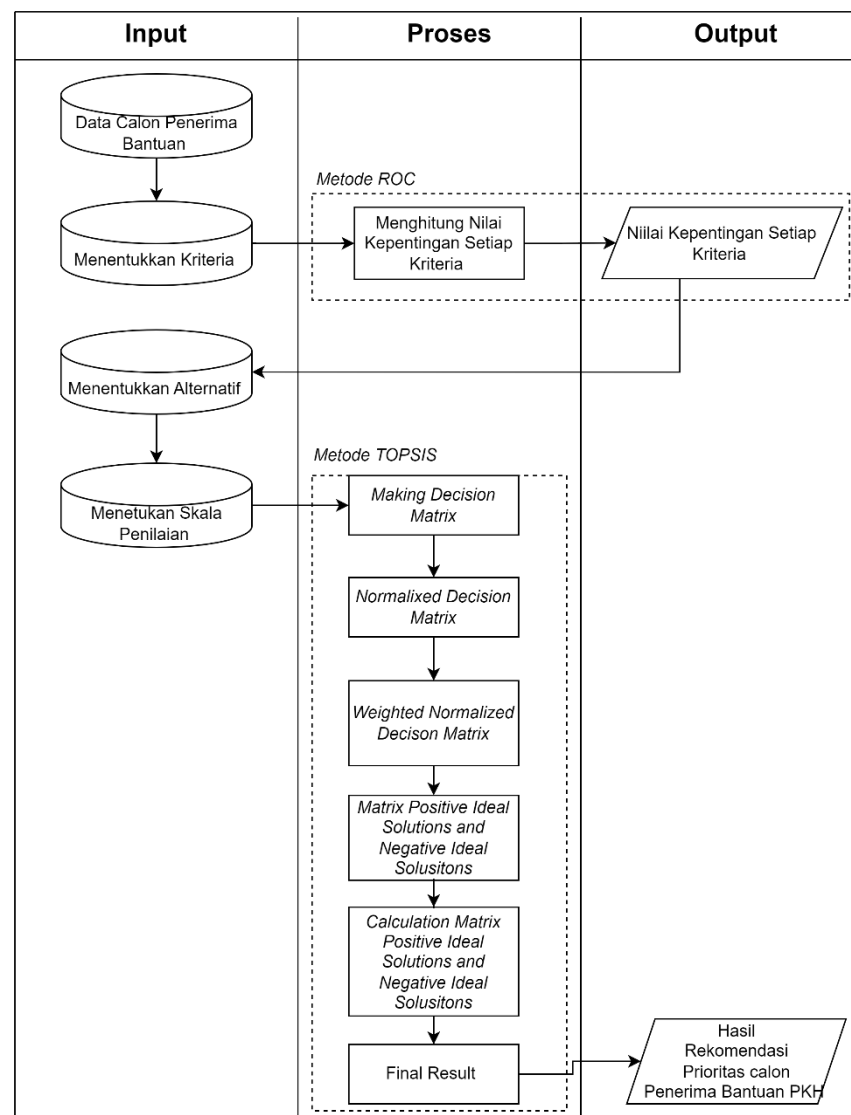 Input
Proses
Output
Data Calon Penerima
Bantuan
Metode ROC
Menentukkan Kriteria
Menghitung Nilai
Kepentingan Setiap
Kriteria
Niilai Kepentingan Setiap
Kriteria
Menentukkan Alternatif
Metode TOPSIS
Menetukan Skala
Penilaian
Making Decision
Matrix
Normalixed Decision
Matrix
Weighted Normalized
Decison Matrix
Matrix Positive Ideal
Solutions and
Negative Ideal
Solusitons
Calculation Matrix
Positive Ideal
Solutions and
Negative Ideal
Solusitons
Final Result
Hasil
Rekomendasi
Prioritas calon
Penerima Bantuan PKH